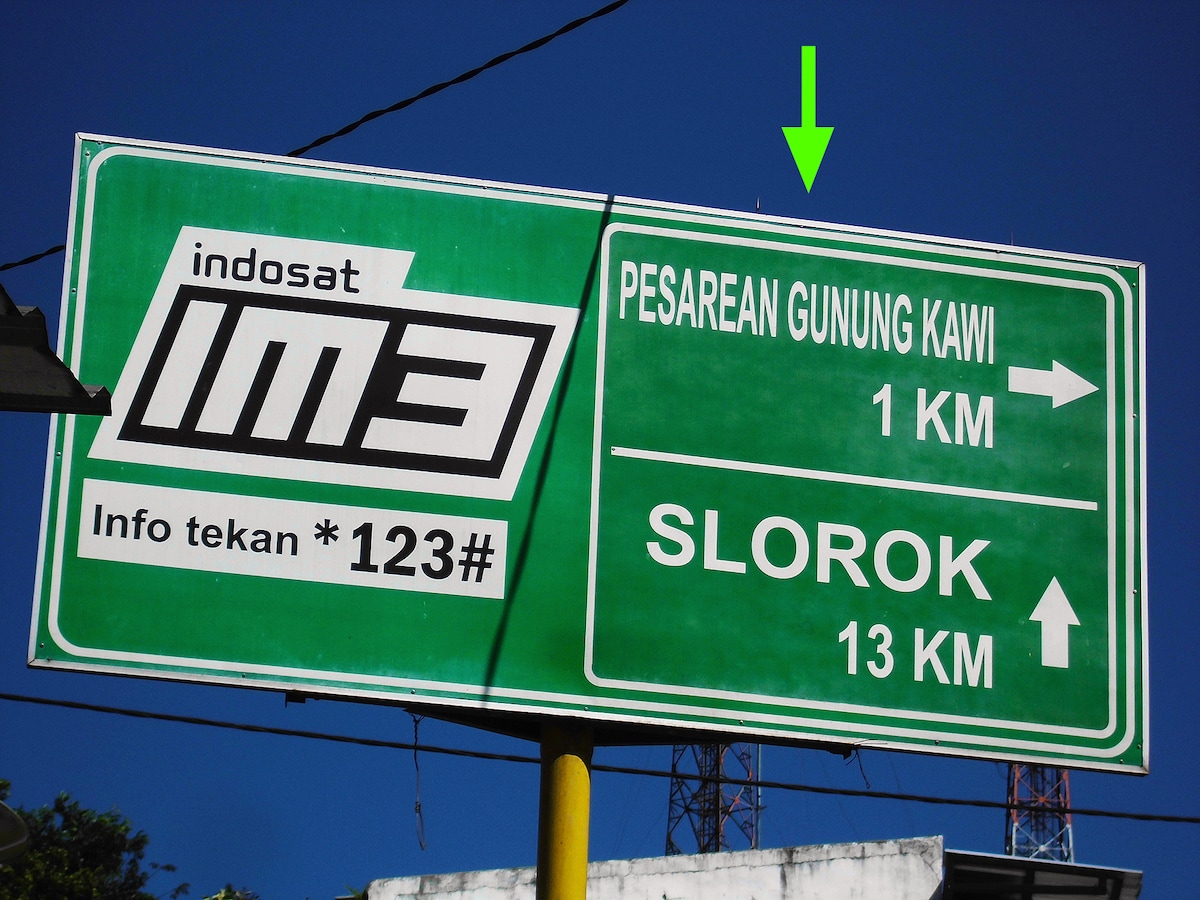 indosat
IM3
Info tekan *123#
PESAREAN GUNUNG KAWI
1 KM
SLOROK
13 KM